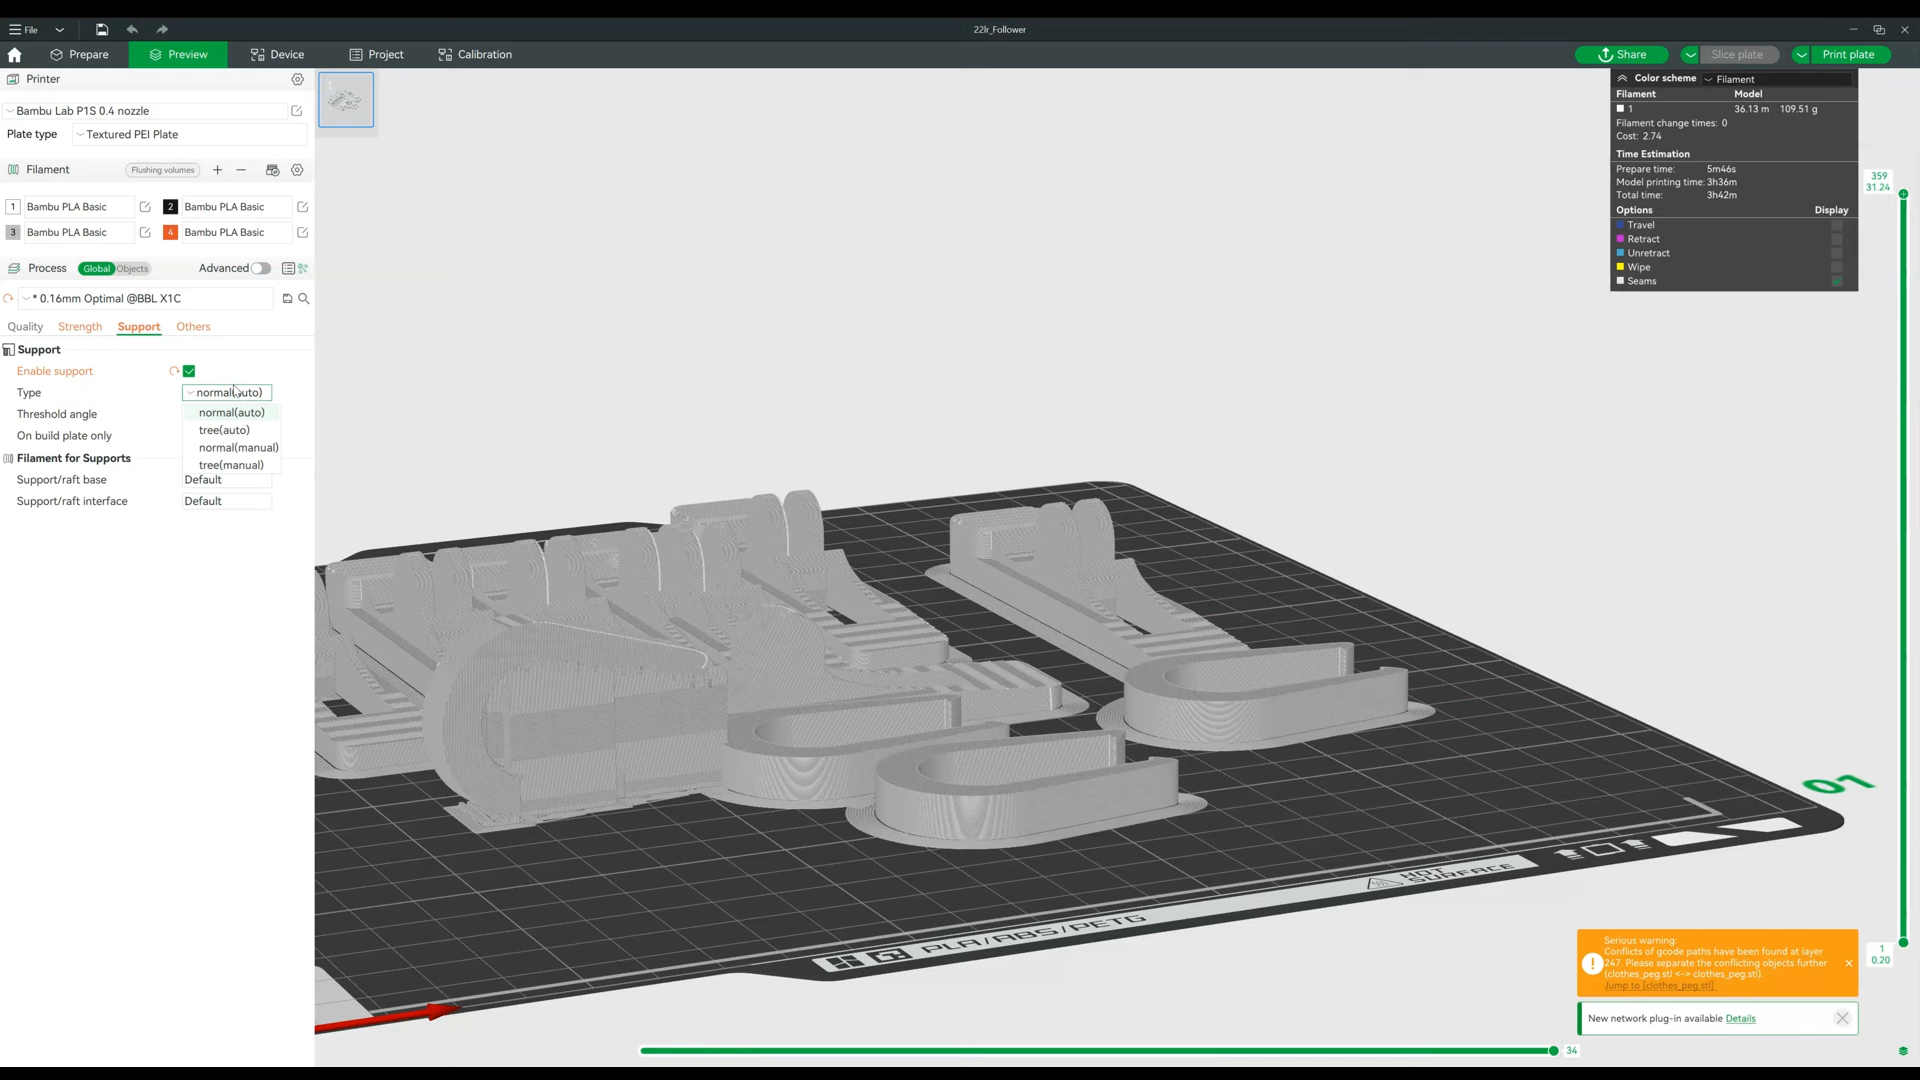 File
22lr_Follower
Prepare
Preview
Device
Project
Calibration
Share
Slice plate
Print plate
Printer
Bambu Lab P1S 0.4 nozzle
Plate type
Textured PEI Plate
Filament
Flushing volumes
1 Bambu PLA Basic
2 Bambu PLA Basic
3 Bambu PLA Basic
4 Bambu PLA Basic
Process
Global
Objects
Advanced
* 0.16mm Optimal @BBL X1C
Quality
Strength
Support
Others
Support
Enable support
Type
normal(auto)
normal(auto)
tree(auto)
normal(manual)
tree(manual)
Threshold angle
On build plate only
Filament for Supports
Support/raft base
Default
Support/raft interface
Default
1
Color scheme
Filament
Filament Model
1 36.13 m 109.51 g
Filament change times: 0
Cost: 2.74
Time Estimation
Prepare time: 5m46s
Model printing time: 3h36m
Total time: 3h42m
Options Display
Travel
Retract
Unretract
Wipe
Seams
359
31.24
01
HOT
SURFACE
PLA/ABS/PETG
1
0.20
Serious warning:
Conflicts of gcode paths have been found at layer
247. Please separate the conflicting objects further
(clothes_peg.stl <-> clothes_peg.stl).
Jump to [clothes_peg.stl]
New network plug-in available Details
34